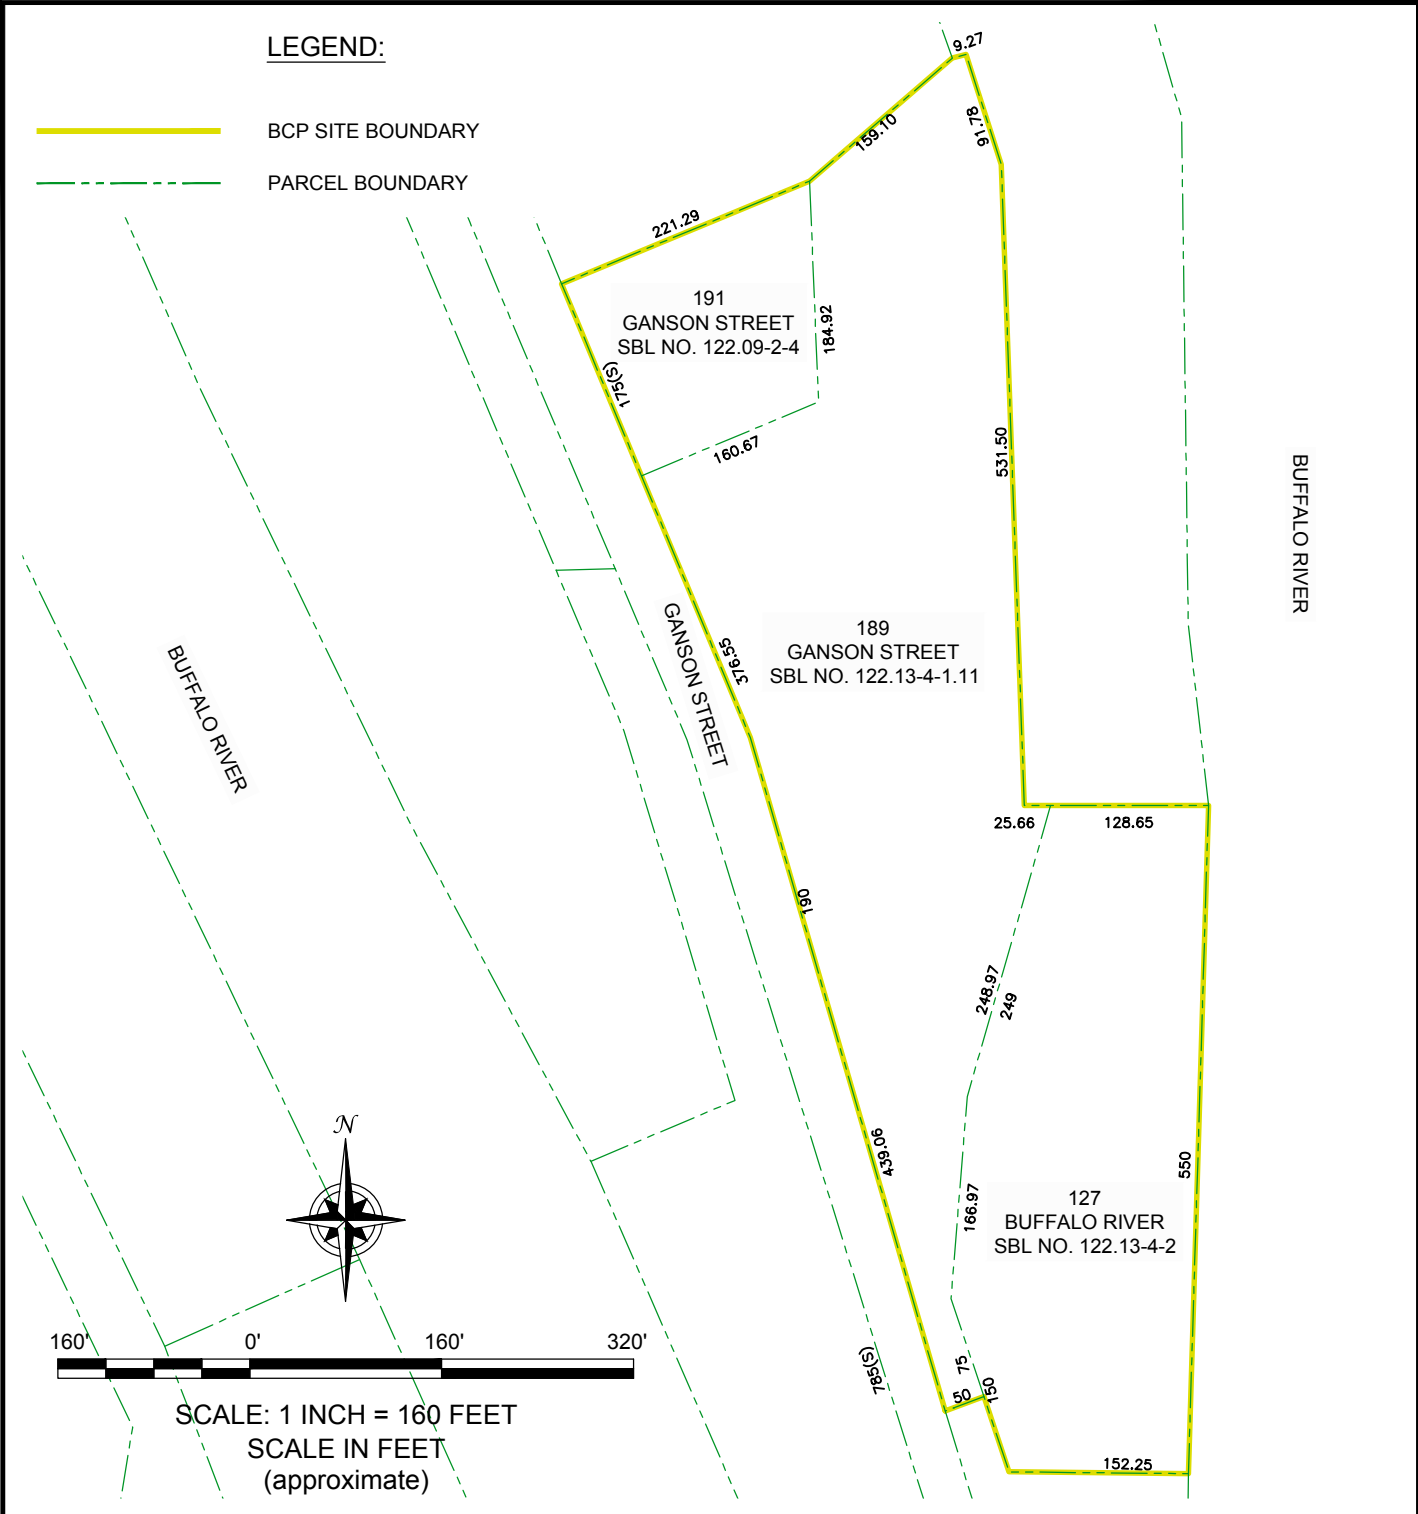 LEGEND:
BCP SITE BOUNDARY
PARCEL BOUNDARY
9.27
91.78
159.10
221.29
191
GANSON STREET
SBL NO. 122.09-2-4
184.92
175(S)
160.67
531.50
BUFFALO RIVER
189
GANSON STREET
SBL NO. 122.13-4-1.11
376.55
GANSON STREET
BUFFALO RIVER
25.66
128.65
190
248.97
249
439.06
550
166.97
127
BUFFALO RIVER
SBL NO. 122.13-4-2
N
785(S)
75
50
150
152.25
160' 0' 160' 320'
SCALE: 1 INCH = 160 FEET
SCALE IN FEET
(approximate)